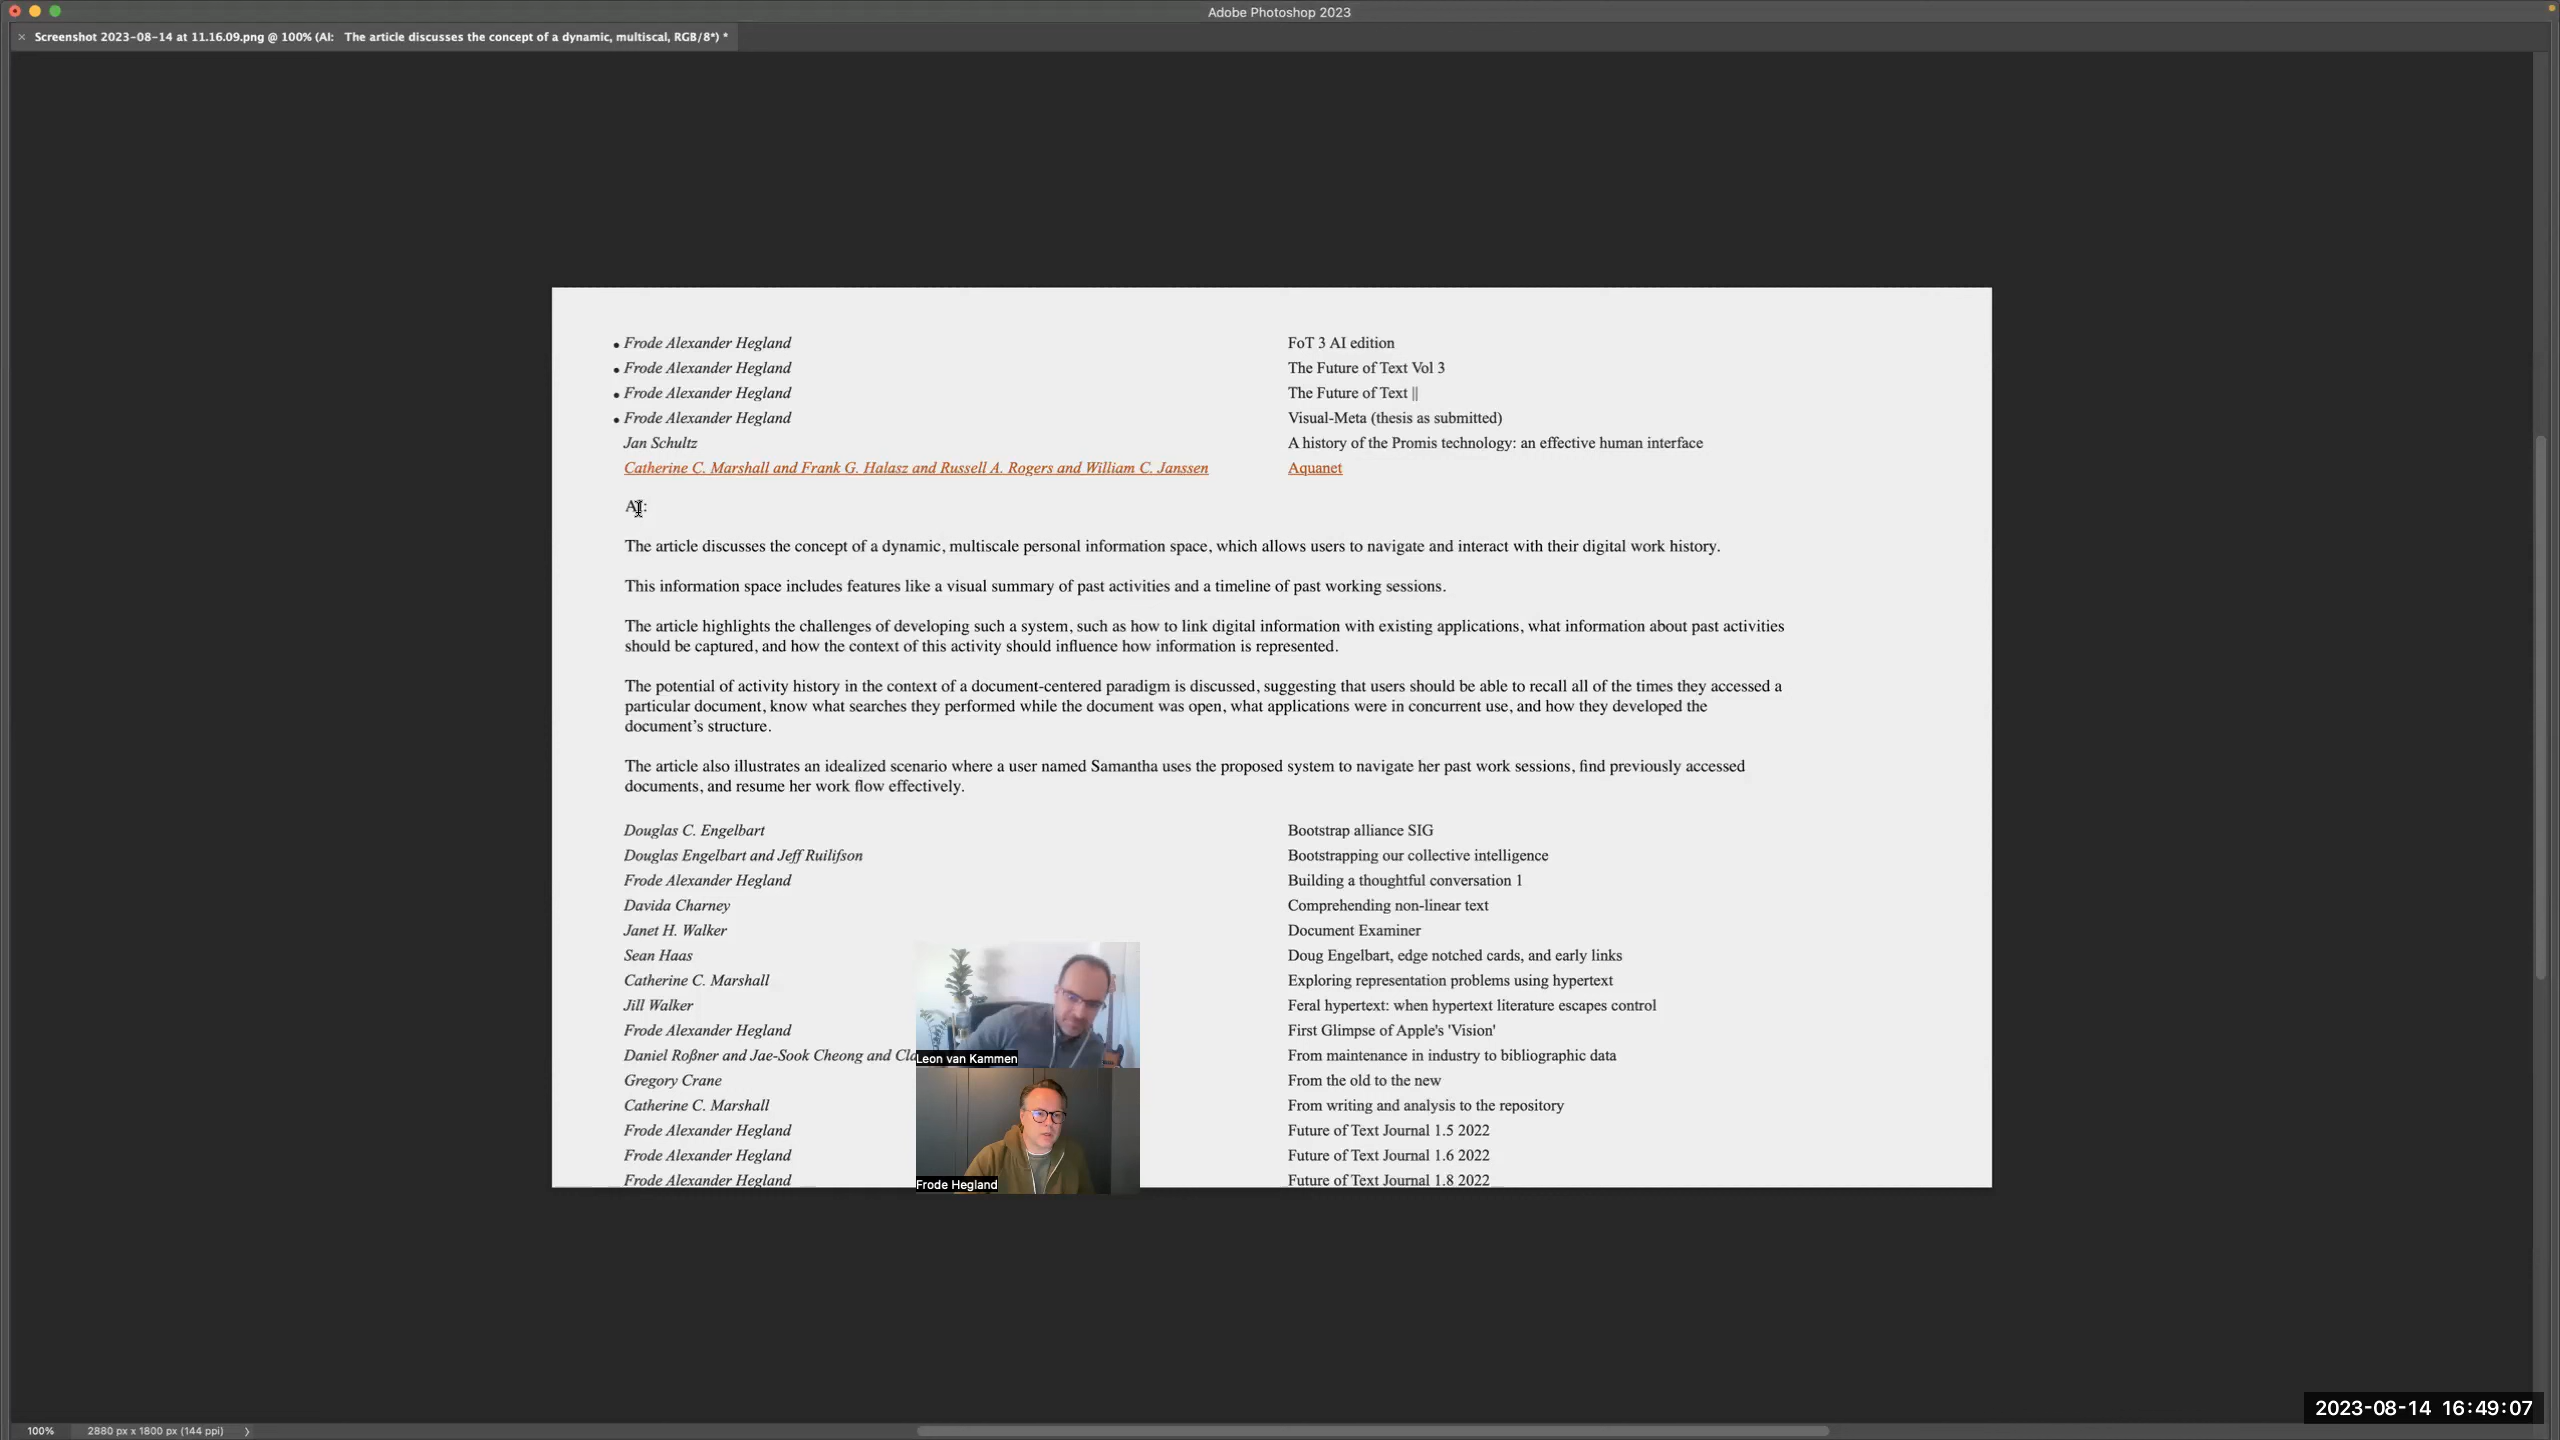 Adobe Photoshop 2023
× Screenshot 2023-08-14 at 11.16.09.png @ 100% (AI: The article discusses the concept of a dynamic, multiscal, RGB/8*) *
• Frode Alexander Hegland FoT 3 AI edition
• Frode Alexander Hegland The Future of Text Vol 3
• Frode Alexander Hegland The Future of Text ||
• Frode Alexander Hegland Visual-Meta (thesis as submitted)
Jan Schultz A history of the Promis technology: an effective human interface
Catherine C. Marshall and Frank G. Halasz and Russell A. Rogers and William C. Janssen Aquanet
AI:
The article discusses the concept of a dynamic, multiscale personal information space, which allows users to navigate and interact with their digital work history.
This information space includes features like a visual summary of past activities and a timeline of past working sessions.
The article highlights the challenges of developing such a system, such as how to link digital information with existing applications, what information about past activities
should be captured, and how the context of this activity should influence how information is represented.
The potential of activity history in the context of a document-centered paradigm is discussed, suggesting that users should be able to recall all of the times they accessed a
particular document, know what searches they performed while the document was open, what applications were in concurrent use, and how they developed the
document's structure.
The article also illustrates an idealized scenario where a user named Samantha uses the proposed system to navigate her past work sessions, find previously accessed
documents, and resume her work flow effectively.
Douglas C. Engelbart Bootstrap alliance SIG
Douglas Engelbart and Jeff Ruilifson Bootstrapping our collective intelligence
Frode Alexander Hegland Building a thoughtful conversation 1
Davida Charney Comprehending non-linear text
Janet H. Walker Document Examiner
Sean Haas Doug Engelbart, edge notched cards, and early links
Catherine C. Marshall Exploring representation problems using hypertext
Jill Walker Feral hypertext: when hypertext literature escapes control
Frode Alexander Hegland First Glimpse of Apple's 'Vision'
Daniel Roßner and Jae-Sook Cheong and Cla From maintenance in industry to bibliographic data
Leon van Kammen
Gregory Crane From the old to the new
Catherine C. Marshall From writing and analysis to the repository
Frode Alexander Hegland Future of Text Journal 1.5 2022
Frode Alexander Hegland Future of Text Journal 1.6 2022
Frode Alexander Hegland Future of Text Journal 1.8 2022
Frode Hegland
2023-08-14 16:49:07
100% 2880 px x 1800 px (144 ppi)